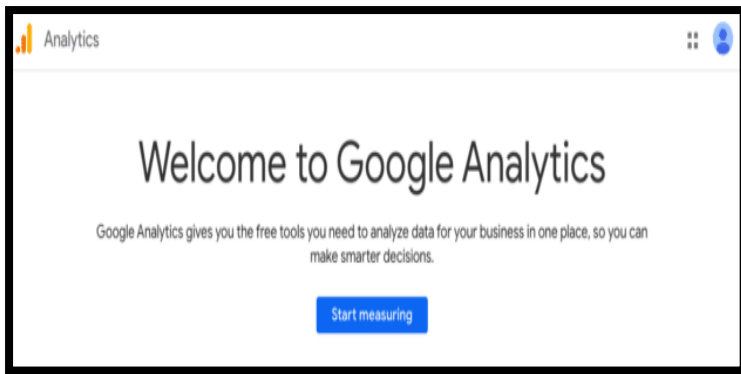 Analytics
Welcome to Google Analytics
Google Analytics gives you the free tools you need to analyze data for your business in one place, so you can
make smarter decisions.
Start measuring